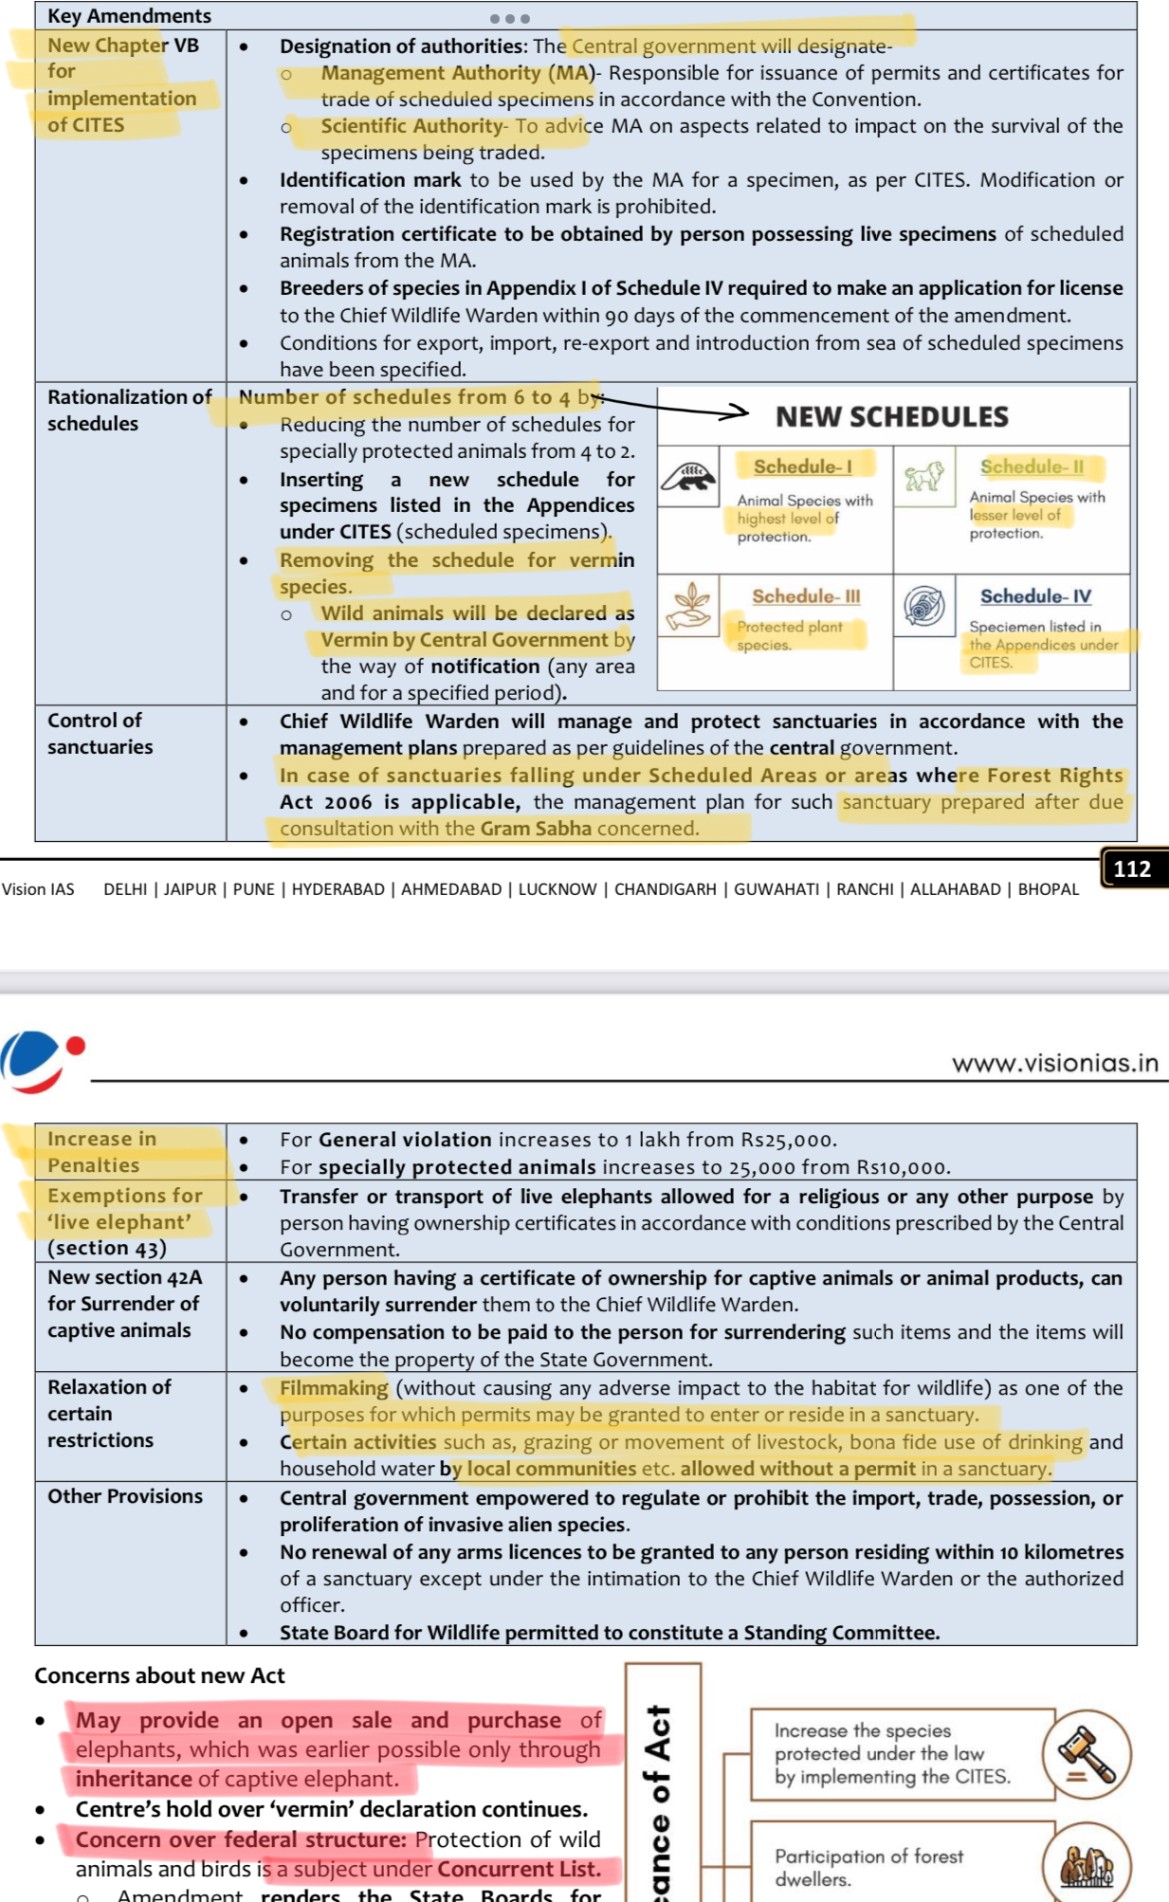 Key Amendments
New Chapter VB
for
implementation
of CITES
• Designation of authorities: The Central government will designate-
o Management Authority (MA)- Responsible for issuance of permits and certificates for
trade of scheduled specimens in accordance with the Convention.
o Scientific Authority- To advice MA on aspects related to impact on the survival of the
specimens being traded.
• Identification mark to be used by the MA for a specimen, as per CITES. Modification or
removal of the identification mark is prohibited.
• Registration certificate to be obtained by person possessing live specimens of scheduled
animals from the MA.
• Breeders of species in Appendix I of Schedule IV required to make an application for license
to the Chief Wildlife Warden within 90 days of the commencement of the amendment.
• Conditions for export, import, re-export and introduction from sea of scheduled specimens
have been specified.
Rationalization of
schedules
Number of schedules from 6 to 4 by:
• Reducing the number of schedules for
specially protected animals from 4 to 2.
• Inserting a new schedule for
specimens listed in the Appendices
under CITES (scheduled specimens).
• Removing the schedule for vermin
species.
o Wild animals will be declared as
Vermin by Central Government by
the way of notification (any area
and for a specified period).
NEW SCHEDULES
Schedule- I
Animal Species with
highest level of
protection.
Schedule- II
Animal Species with
lesser level of
protection.
Schedule- III
Protected plant
species.
Schedule- IV
Speciemen listed in
the Appendices under
CITES.
Control of
sanctuaries
• Chief Wildlife Warden will manage and protect sanctuaries in accordance with the
management plans prepared as per guidelines of the central government.
• In case of sanctuaries falling under Scheduled Areas or areas where Forest Rights
Act 2006 is applicable, the management plan for such sanctuary prepared after due
consultation with the Gram Sabha concerned.
112
Vision IAS DELHI | JAIPUR | PUNE | HYDERABAD | AHMEDABAD | LUCKNOW | CHANDIGARH | GUWAHATI | RANCHI | ALLAHABAD | BHOPAL
www.visionias.in
Increase in
Penalties
• For General violation increases to 1 lakh from Rs25,000.
• For specially protected animals increases to 25,000 from Rs10,000.
Exemptions for
'live elephant'
(section 43)
• Transfer or transport of live elephants allowed for a religious or any other purpose by
person having ownership certificates in accordance with conditions prescribed by the Central
Government.
New section 42A
for Surrender of
captive animals
• Any person having a certificate of ownership for captive animals or animal products, can
voluntarily surrender them to the Chief Wildlife Warden.
• No compensation to be paid to the person for surrendering such items and the items will
become the property of the State Government.
Relaxation of
certain
restrictions
• Filmmaking (without causing any adverse impact to the habitat for wildlife) as one of the
purposes for which permits may be granted to enter or reside in a sanctuary.
• Certain activities such as, grazing or movement of livestock, bona fide use of drinking and
household water by local communities etc. allowed without a permit in a sanctuary.
Other Provisions
• Central government empowered to regulate or prohibit the import, trade, possession, or
proliferation of invasive alien species.
• No renewal of any arms licences to be granted to any person residing within 10 kilometres
of a sanctuary except under the intimation to the Chief Wildlife Warden or the authorized
officer.
• State Board for Wildlife permitted to constitute a Standing Committee.
Concerns about new Act
• May provide an open sale and purchase of
elephants, which was earlier possible only through
inheritance of captive elephant.
• Centre's hold over 'vermin' declaration continues.
• Concern over federal structure: Protection of wild
animals and birds is a subject under Concurrent List.
o Amendment renders the State Boards for
cance of Act
Increase the species
protected under the law
by implementing the CITES.
Participation of forest
dwellers.